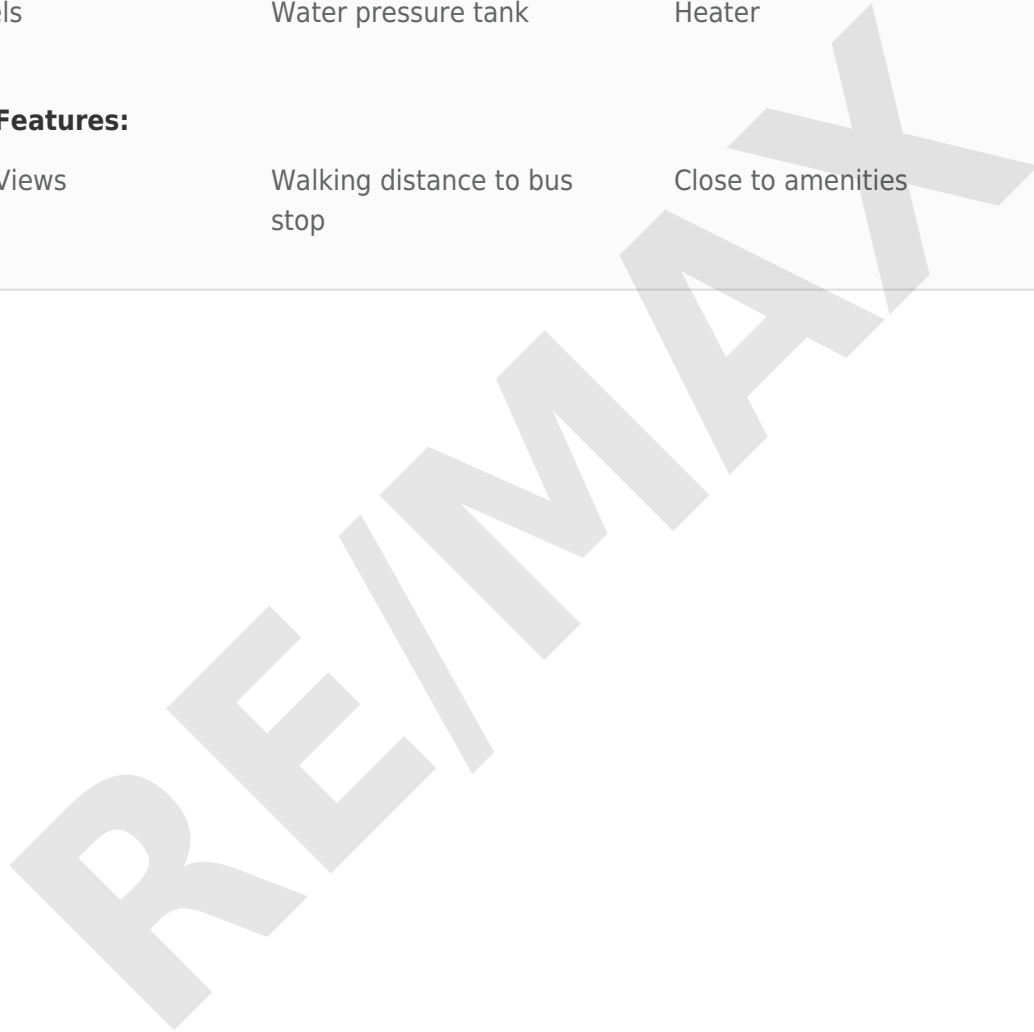 els Water pressure tank Heater
Features:
Views Walking distance to bus Close to amenities
stop
RE/MAX